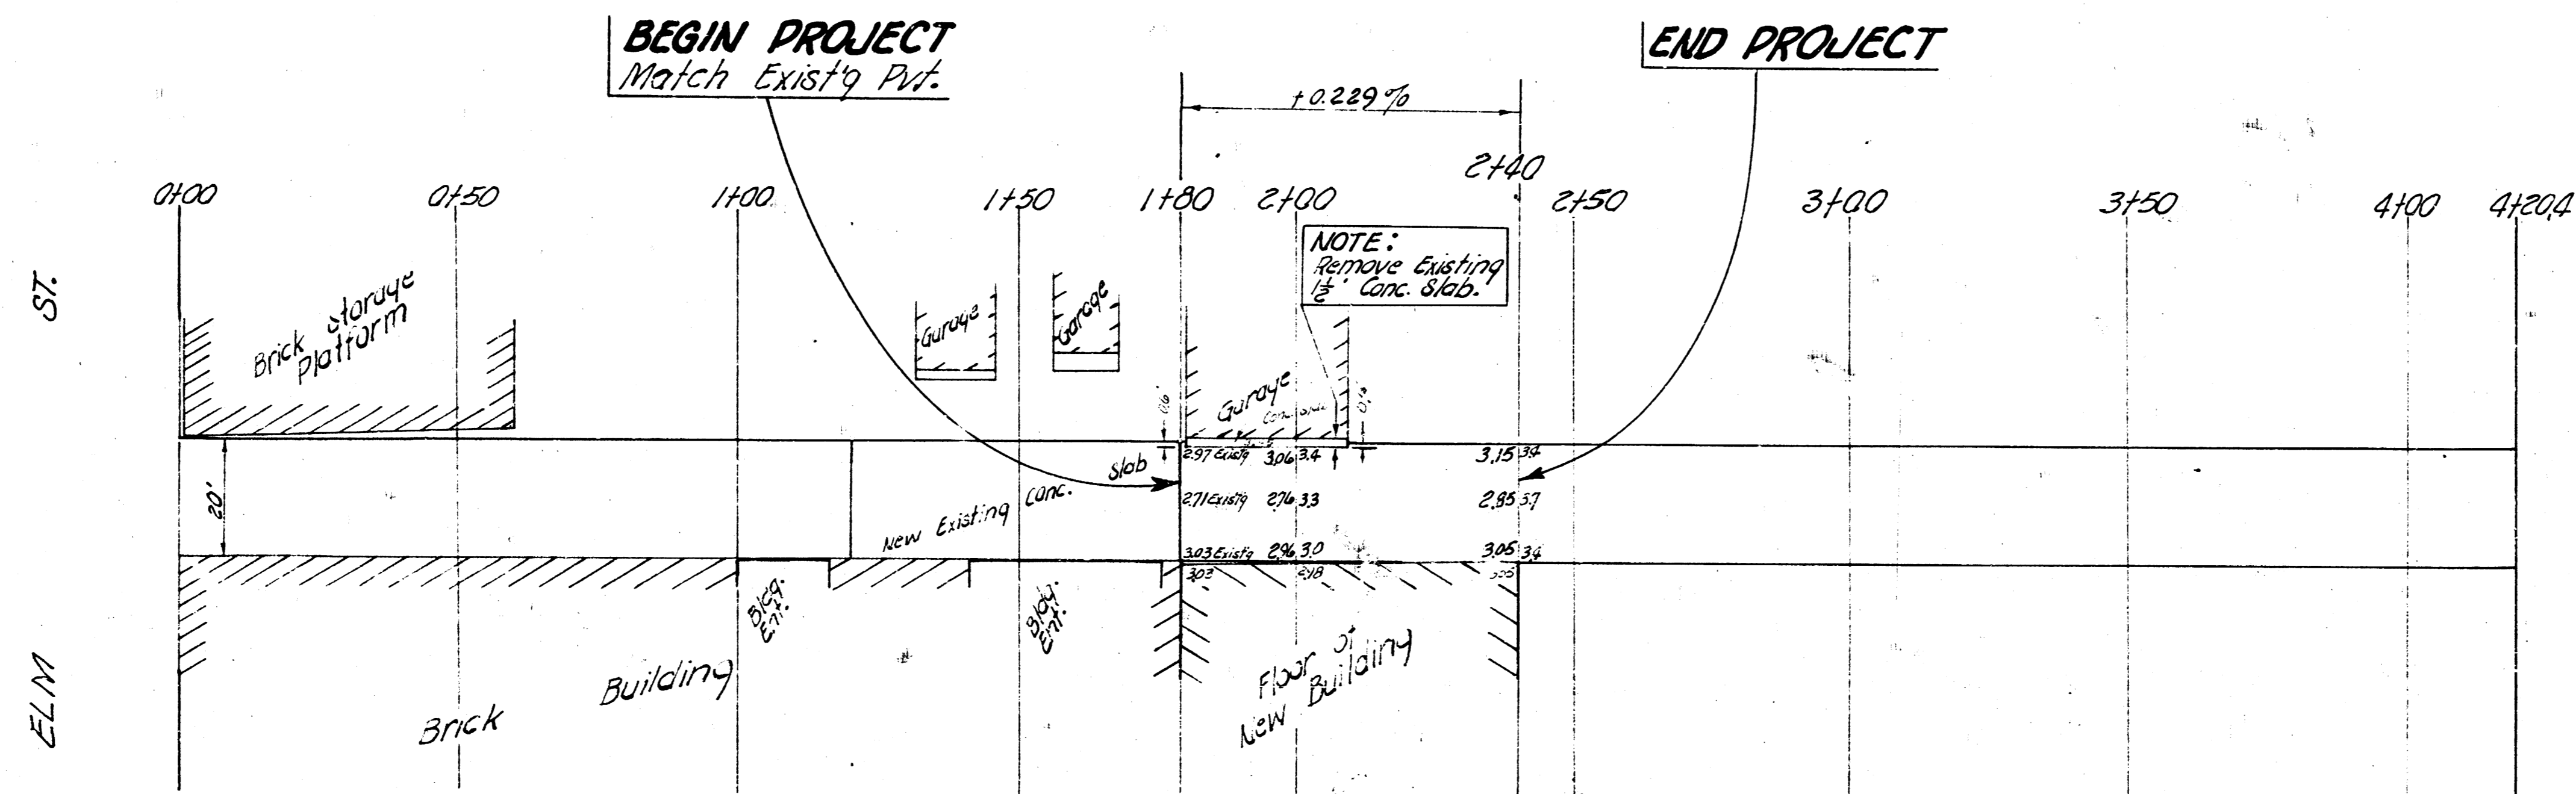 BEGIN PROJECT
Match Exist'g Pvt.
END PROJECT
+0.229%
2+40
0+00 0+50 1+00 1+50 1+80 2+00 2+50 3+00 3+50 4+00 4+20.4
NOTE:
Remove Existing
1½" Conc. Slab.
ST.
Brick Storage
Platform
Garage
Garage
Garage
20'
New Existing Conc. Slab
2.97 Exist'g 3.06 3.4 3.15 3.4
2.71 Exist'g 2.76 3.3 2.85 3.7
3.03 Exist'g 2.96 3.0 3.05 3.4
3.03
Bldg.
Ent.
Bldg.
Ent.
Floor of
New Building
Brick Building
ELM